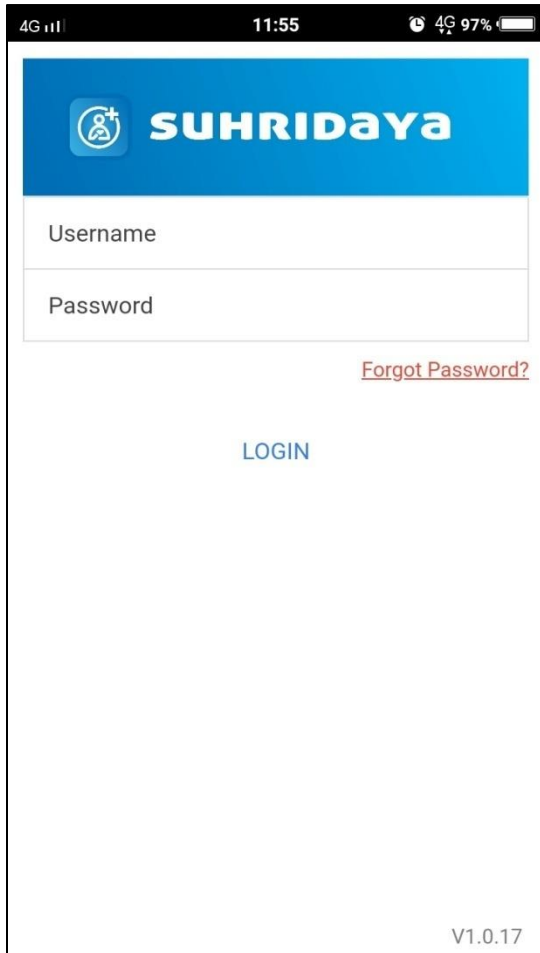 4G 11:55 4G 97%
SUHRIDaYa
Username
Password
Forgot Password?
LOGIN
V1.0.17